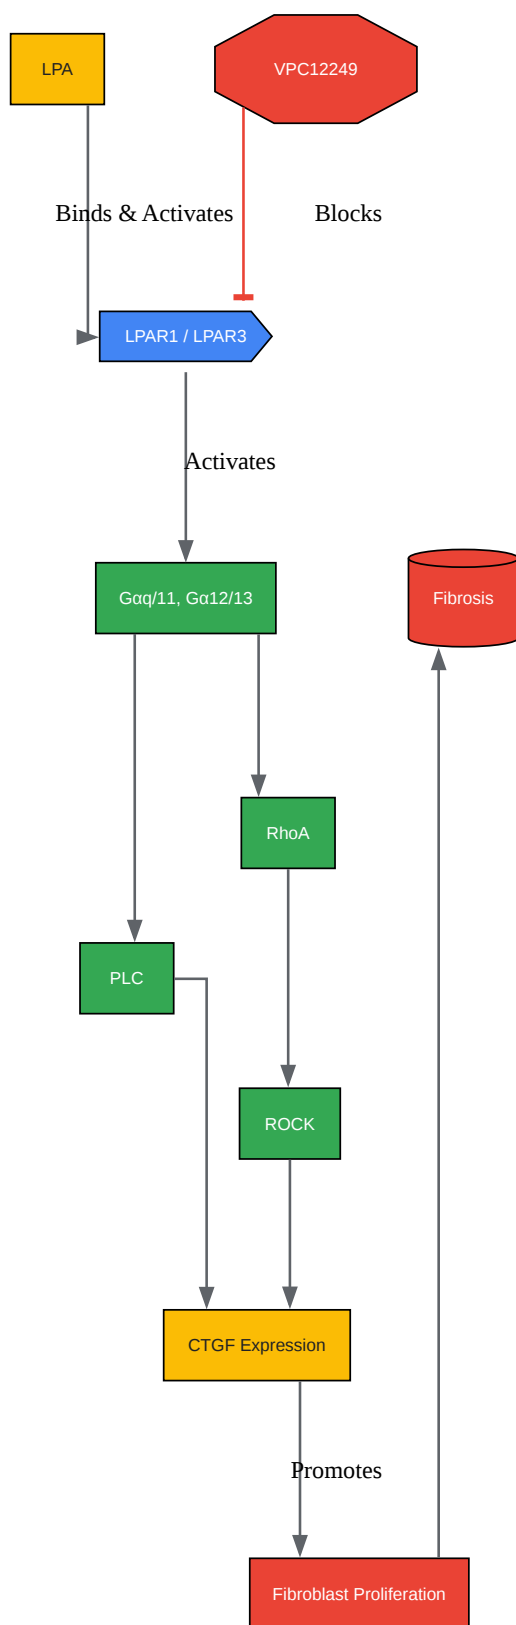 LPA
VPC12249
Binds & Activates
Blocks
LPAR1 / LPAR3
Activates
Gαq/11, Gα12/13
Fibrosis
RhoA
PLC
ROCK
CTGF Expression
Promotes
Fibroblast Proliferation